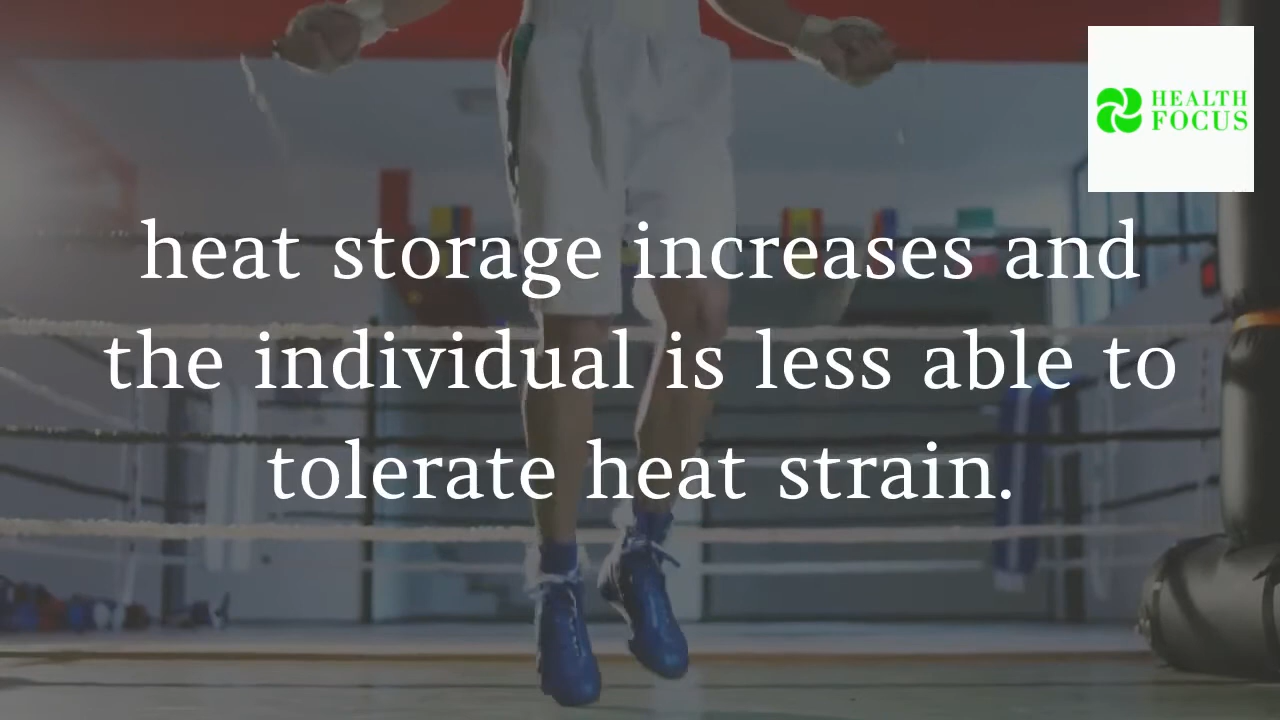 HEALTH
FOCUS
heat storage increases and
the individual is less able to
tolerate heat strain.